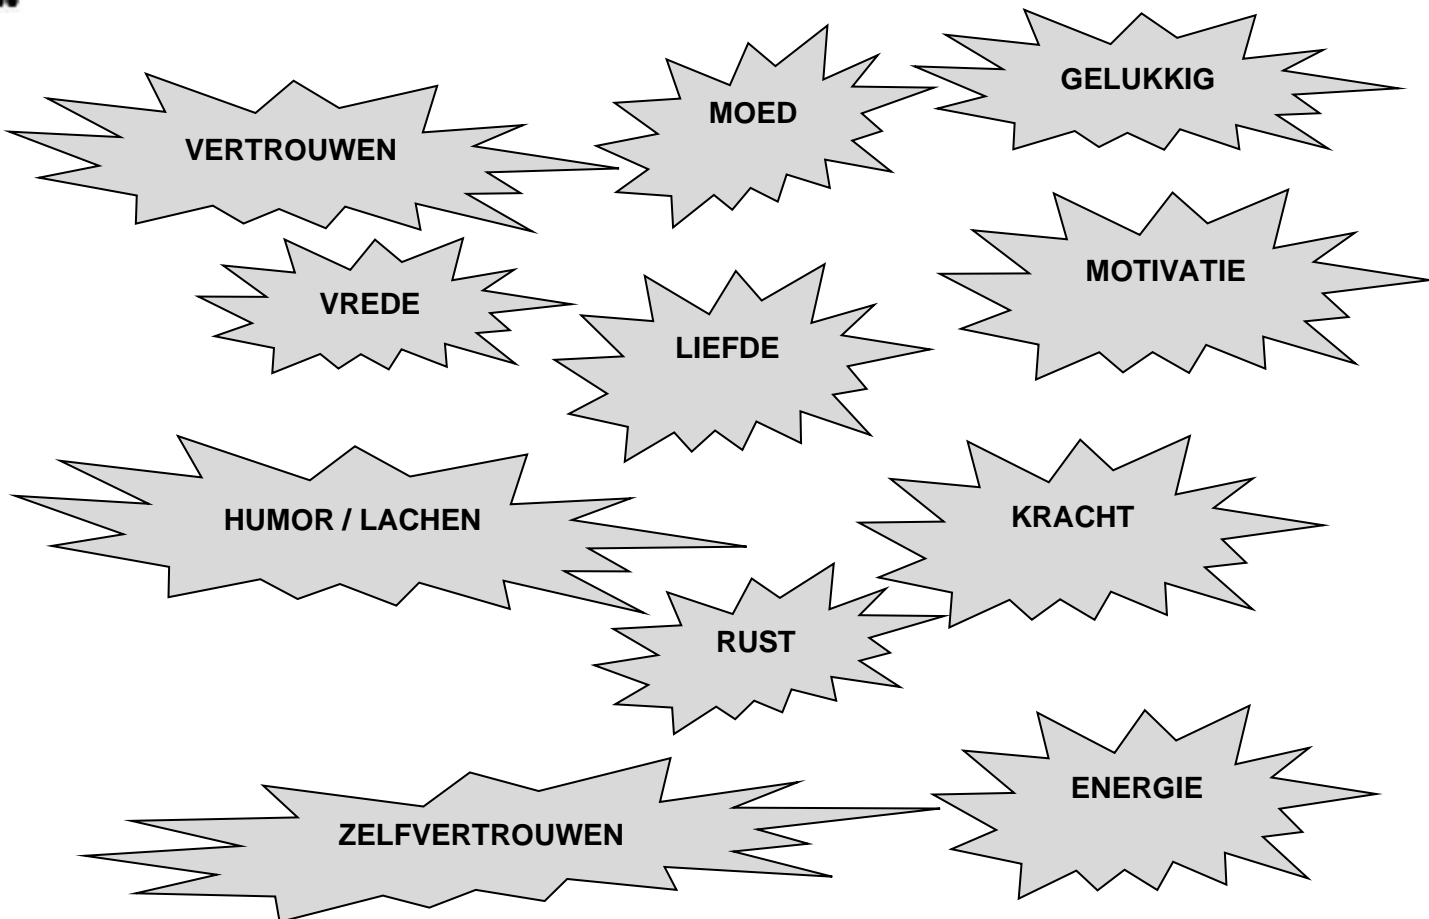 GELUKKIG
MOED
VERTROUWEN
MOTIVATIE
VREDE
LIEFDE
HUMOR / LACHEN
KRACHT
RUST
ENERGIE
ZELFVERTROUWEN